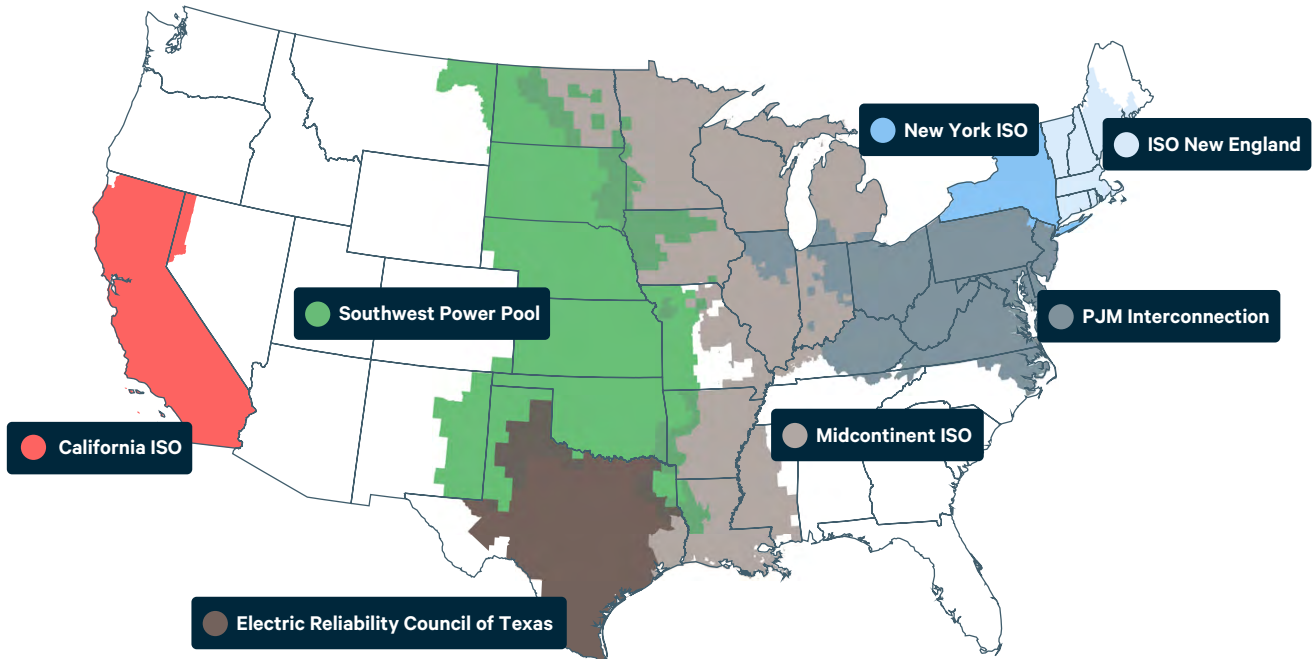 New York ISO
ISO New England
Southwest Power Pool
PJM Interconnection
California ISO
Midcontinent ISO
Electric Reliability Council of Texas